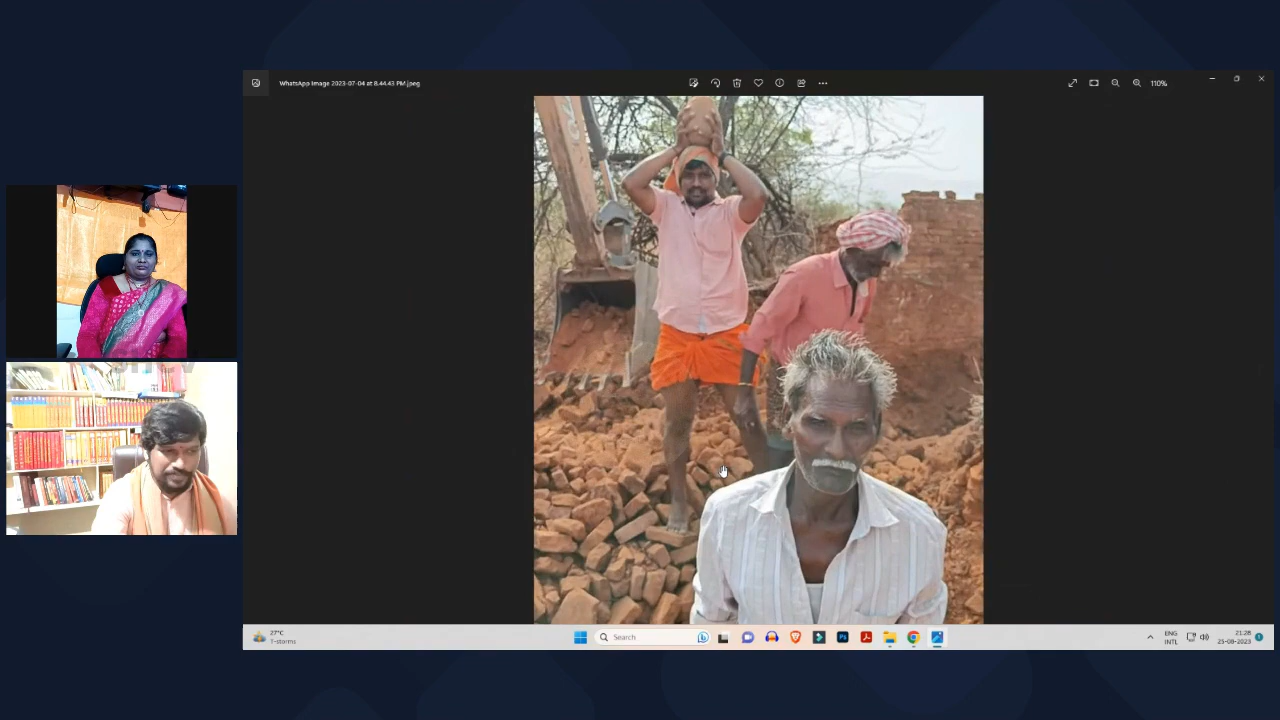 WhatsApp Image 2023-07-04 at 8.44.43 PM.jpeg
110%
27°C
T-storms
Search
ENG
INTL
21:28
25-08-2023